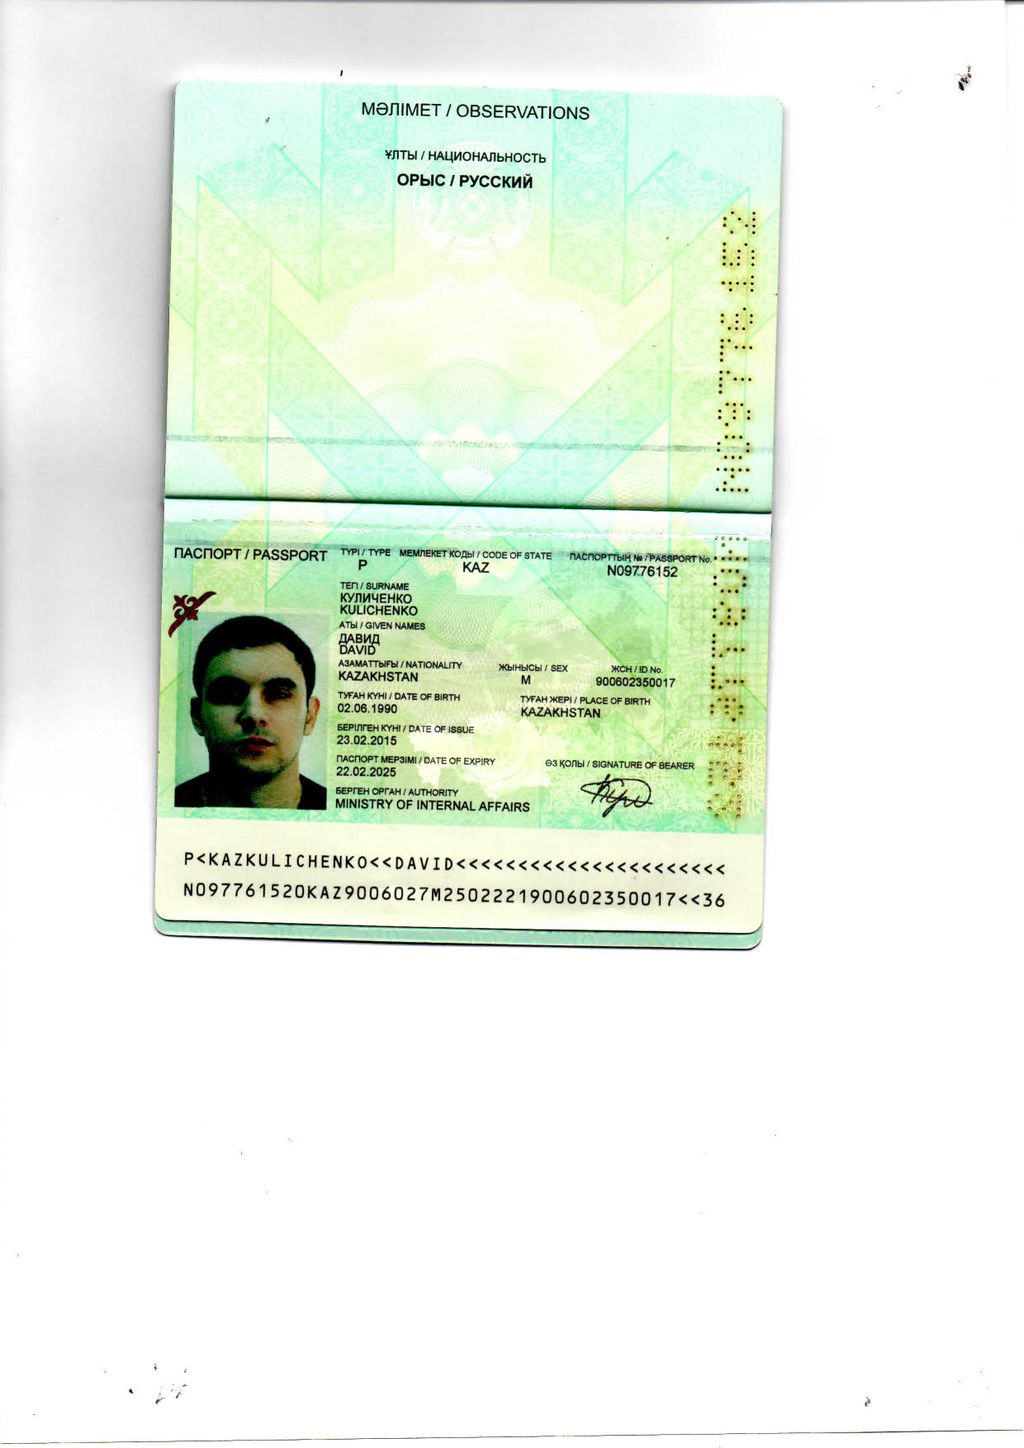 МӘЛІМЕТ / OBSERVATIONS
ҰЛТЫ / НАЦИОНАЛЬНОСТЬ
ОРЫС / РУССКИЙ
N09776152
ПАСПОРТ / PASSPORT
ТҮРІ / TYPE
P
МЕМЛЕКЕТ КОДЫ / CODE OF STATE
KAZ
ПАСПОРТТЫҢ № / PASSPORT No.
N09776152
ТЕГІ / SURNAME
КУЛИЧЕНКО
KULICHENKO
АТЫ / GIVEN NAMES
ДАВИД
DAVID
АЗАМАТТЫҒЫ / NATIONALITY
KAZAKHSTAN
ЖЫНЫСЫ / SEX
M
ЖСН / ID No.
900602350017
ТУҒАН КҮНІ / DATE OF BIRTH
02.06.1990
ТУҒАН ЖЕРІ / PLACE OF BIRTH
KAZAKHSTAN
БЕРІЛГЕН КҮНІ / DATE OF ISSUE
23.02.2015
ПАСПОРТ МЕРЗІМІ / DATE OF EXPIRY
22.02.2025
ӨЗ ҚОЛЫ / SIGNATURE OF BEARER
БЕРГЕН ОРГАН / AUTHORITY
MINISTRY OF INTERNAL AFFAIRS
P<KAZKULICHENKO<<DAVID<<<<<<<<<<<<<<<<<<<<<<
N097761520KAZ9006027M2502221900602350017<<36